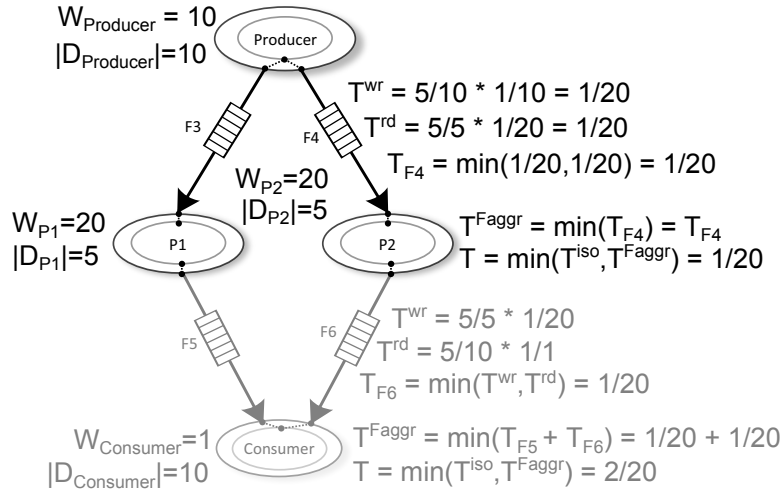 W_Producer = 10
|D_Producer|=10
Producer
F3
F4
T^wr = 5/10 * 1/10 = 1/20
T^rd = 5/5 * 1/20 = 1/20
T_F4 = min(1/20,1/20) = 1/20
W_P2=20
|D_P2|=5
W_P1=20
|D_P1|=5
P1
P2
T^Faggr = min(T_F4) = T_F4
T = min(T^iso,T^Faggr) = 1/20
F5
F6
T^wr = 5/5 * 1/20
T^rd = 5/10 * 1/1
T_F6 = min(T^wr,T^rd) = 1/20
W_Consumer=1
|D_Consumer|=10
Consumer
T^Faggr = min(T_F5 + T_F6) = 1/20 + 1/20
T = min(T^iso,T^Faggr) = 2/20